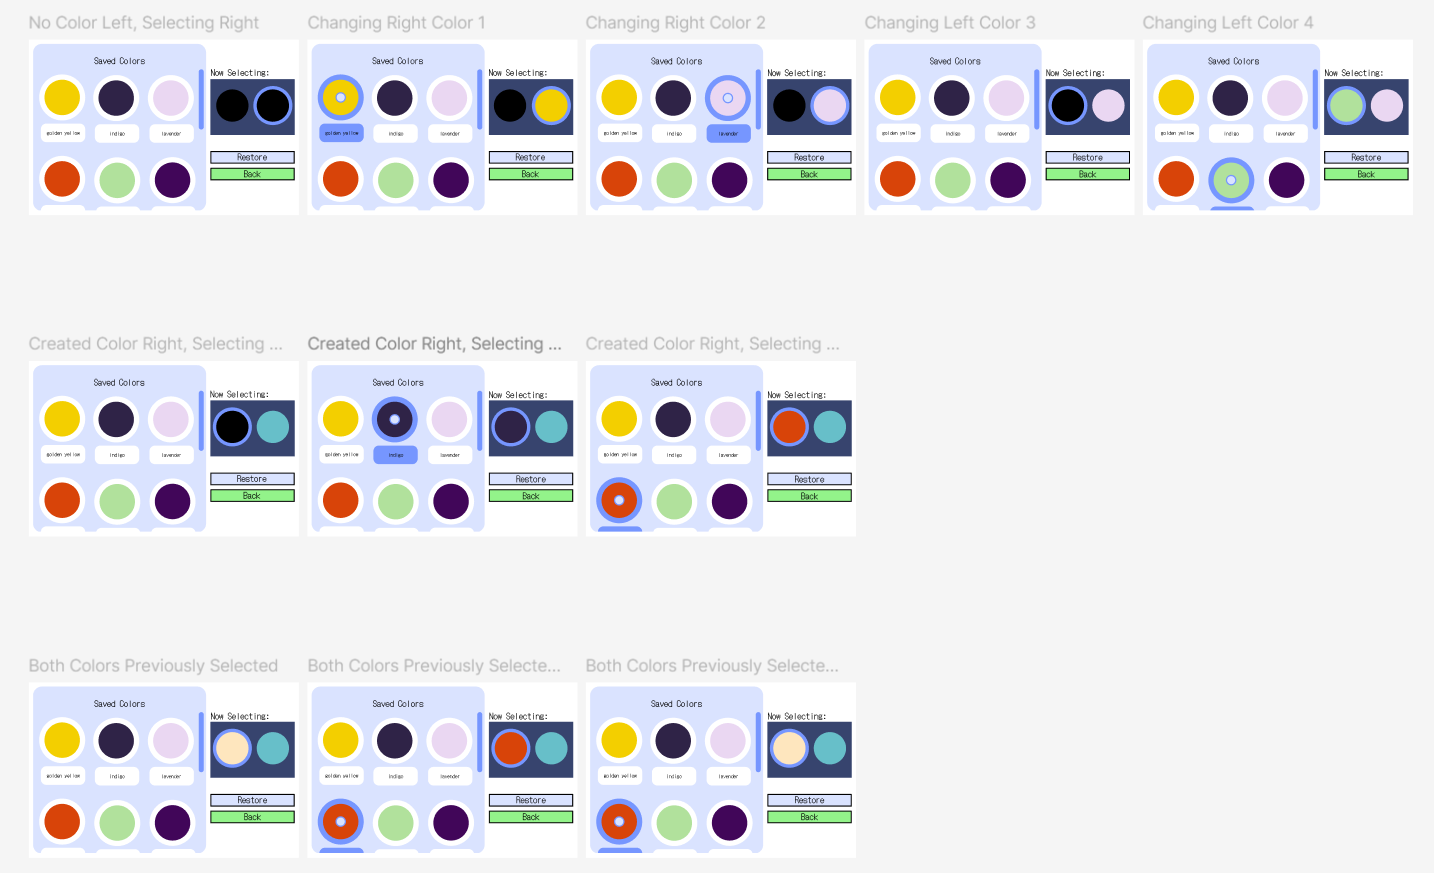 No Color Left, Selecting Right
Changing Right Color 1
Changing Right Color 2
Changing Left Color 3
Changing Left Color 4
Saved Colors
Now Selecting:
golden yellow
indigo
lavender
Restore
Back
Saved Colors
Now Selecting:
golden yellow
indigo
lavender
Restore
Back
Saved Colors
Now Selecting:
golden yellow
indigo
lavender
Restore
Back
Saved Colors
Now Selecting:
golden yellow
indigo
lavender
Restore
Back
Saved Colors
Now Selecting:
golden yellow
indigo
lavender
Restore
Back
Created Color Right, Selecting ...
Created Color Right, Selecting ...
Created Color Right, Selecting ...
Saved Colors
Now Selecting:
golden yellow
indigo
lavender
Restore
Back
Saved Colors
Now Selecting:
golden yellow
indigo
lavender
Restore
Back
Saved Colors
Now Selecting:
golden yellow
indigo
lavender
Restore
Back
Both Colors Previously Selected
Both Colors Previously Selecte...
Both Colors Previously Selecte...
Saved Colors
Now Selecting:
golden yellow
indigo
lavender
Restore
Back
Saved Colors
Now Selecting:
golden yellow
indigo
lavender
Restore
Back
Saved Colors
Now Selecting:
golden yellow
indigo
lavender
Restore
Back